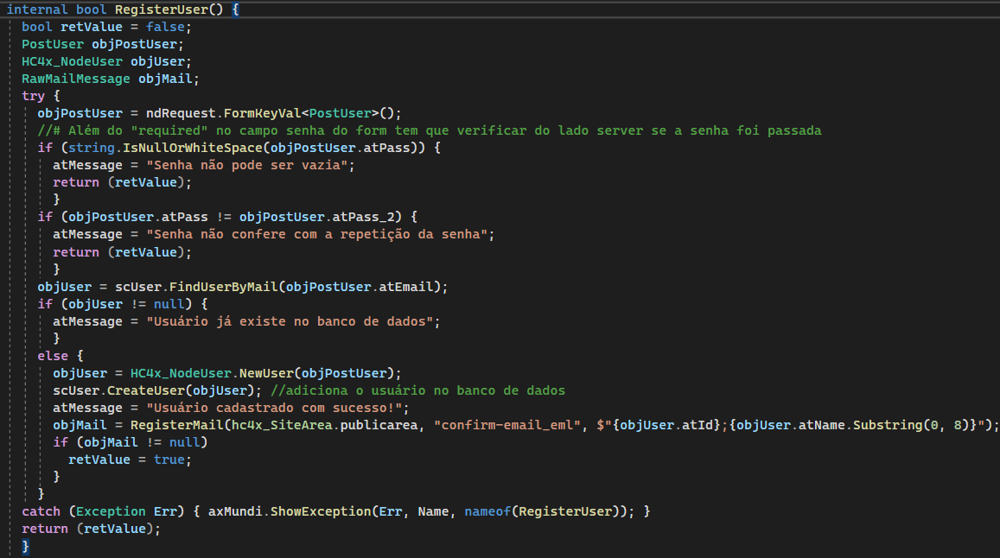 internal bool RegisterUser() {
bool retValue = false;
PostUser objPostUser;
HC4x_NodeUser objUser;
RawMailMessage objMail;
try {
objPostUser = ndRequest.FormKeyVal<PostUser>();
//# Além do "required" no campo senha do form tem que verificar do lado server se a senha foi passada
if (string.IsNullOrWhiteSpace(objPostUser.atPass)) {
atMessage = "Senha não pode ser vazia";
return (retValue);
}
if (objPostUser.atPass != objPostUser.atPass_2) {
atMessage = "Senha não confere com a repetição da senha";
return (retValue);
}
objUser = scUser.FindUserByMail(objPostUser.atEmail);
if (objUser != null) {
atMessage = "Usuário já existe no banco de dados";
}
else {
objUser = HC4x_NodeUser.NewUser(objPostUser);
scUser.CreateUser(objUser); //adiciona o usuário no banco de dados
atMessage = "Usuário cadastrado com sucesso!";
objMail = RegisterMail(hc4x_SiteArea.publicarea, "confirm-email_eml", $"{objUser.atId};{objUser.atName.Substring(0, 8)}");
if (objMail != null)
retValue = true;
}
}
catch (Exception Err) { axMundi.ShowException(Err, Name, nameof(RegisterUser)); }
return (retValue);
}